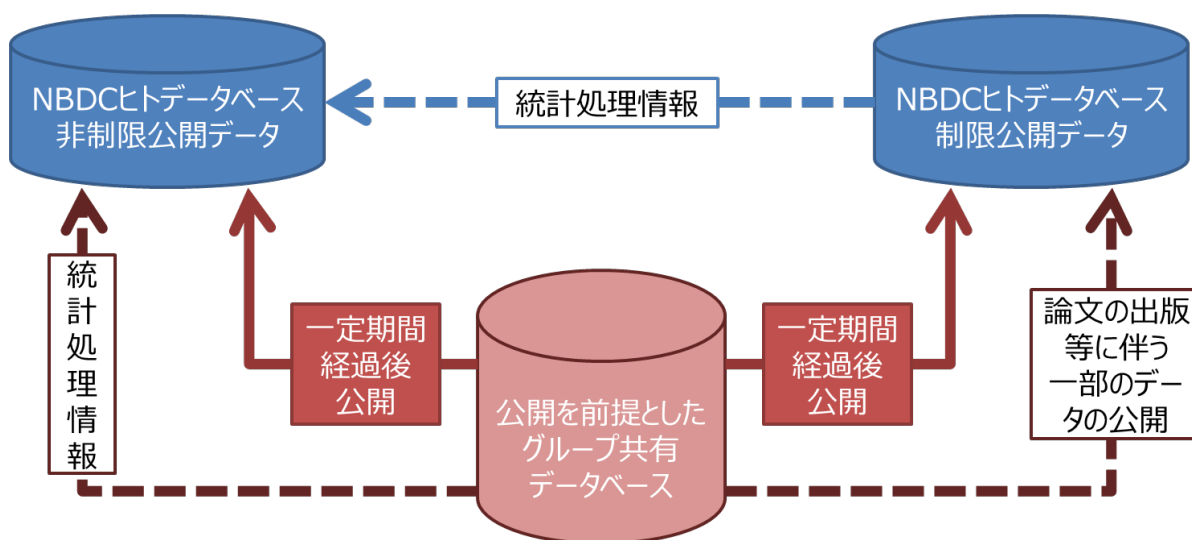 NBDCヒトデータベース
非制限公開データ
統計処理情報
NBDCヒトデータベース
制限公開データ
統計処理情報
一定期間
経過後
公開
公開を前提とした
グループ共有
データベース
一定期間
経過後
公開
論文の出版
等に伴う
一部のデー
タの公開